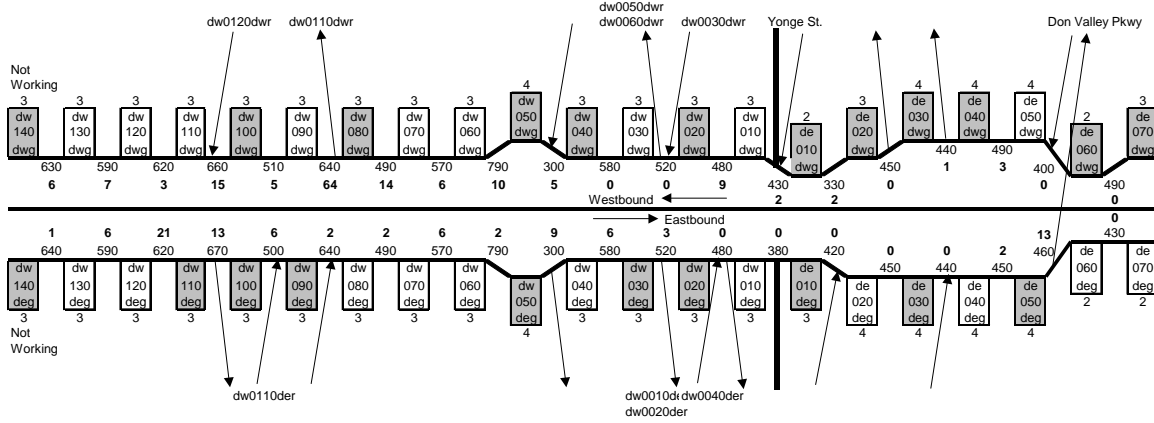 dw0050dwr
dw0120dwr dw0110dwr dw0060dwr dw0030dwr Yonge St. Don Valley Pkwy
Not
Working
4 4 4 4
3 3 3 3 3 3 3 3 3 dw 3 3 3 3 2 3 de de de 2 3
dw dw dw dw dw dw dw dw dw 050 dw dw dw dw de de 030 040 050 de de
140 130 120 110 100 090 080 070 060 dwg 040 030 020 010 010 020 dwg dwg dwg 060 070
dwg dwg dwg dwg dwg dwg dwg dwg dwg dwg dwg dwg dwg dwg dwg dwg dwg
630 590 620 660 510 640 490 570 790 300 580 520 480 430 330 450 440 490 400 490
6 7 3 15 5 64 14 6 10 5 0 0 9 2 2 0 1 3 0 0
Westbound
Eastbound
1 6 21 13 6 2 2 6 2 9 6 3 0 0 0 0 0 2 13 0
640 590 620 670 500 640 490 570 790 300 580 520 480 380 420 450 440 450 460 430
dw dw dw dw dw dw dw dw dw dw dw dw dw dw de de de de de de de
140 130 120 110 100 090 080 070 060 050 040 030 020 010 010 020 030 040 050 060 070
deg deg deg deg deg deg deg deg deg deg deg deg deg deg deg deg deg deg deg deg deg
3 3 3 3 3 3 3 3 3 4 3 3 3 3 3 4 4 4 4 2 2
Not
Working
dw0110der dw0010de dw0040der
dw0020der